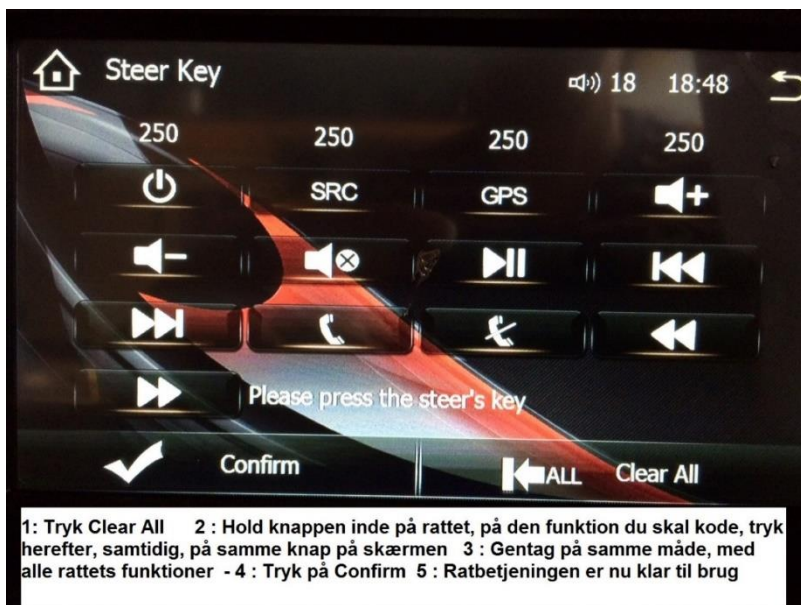 Steer Key
18 18:48
250 250 250 250
SRC GPS
Please press the steer's key
Confirm ALL Clear All
1: Tryk Clear All 2 : Hold knappen inde på rattet, på den funktion du skal kode, tryk
herefter, samtidig, på samme knap på skærmen 3 : Gentag på samme måde, med
alle rattets funktioner - 4 : Tryk på Confirm 5 : Ratbetjeningen er nu klar til brug